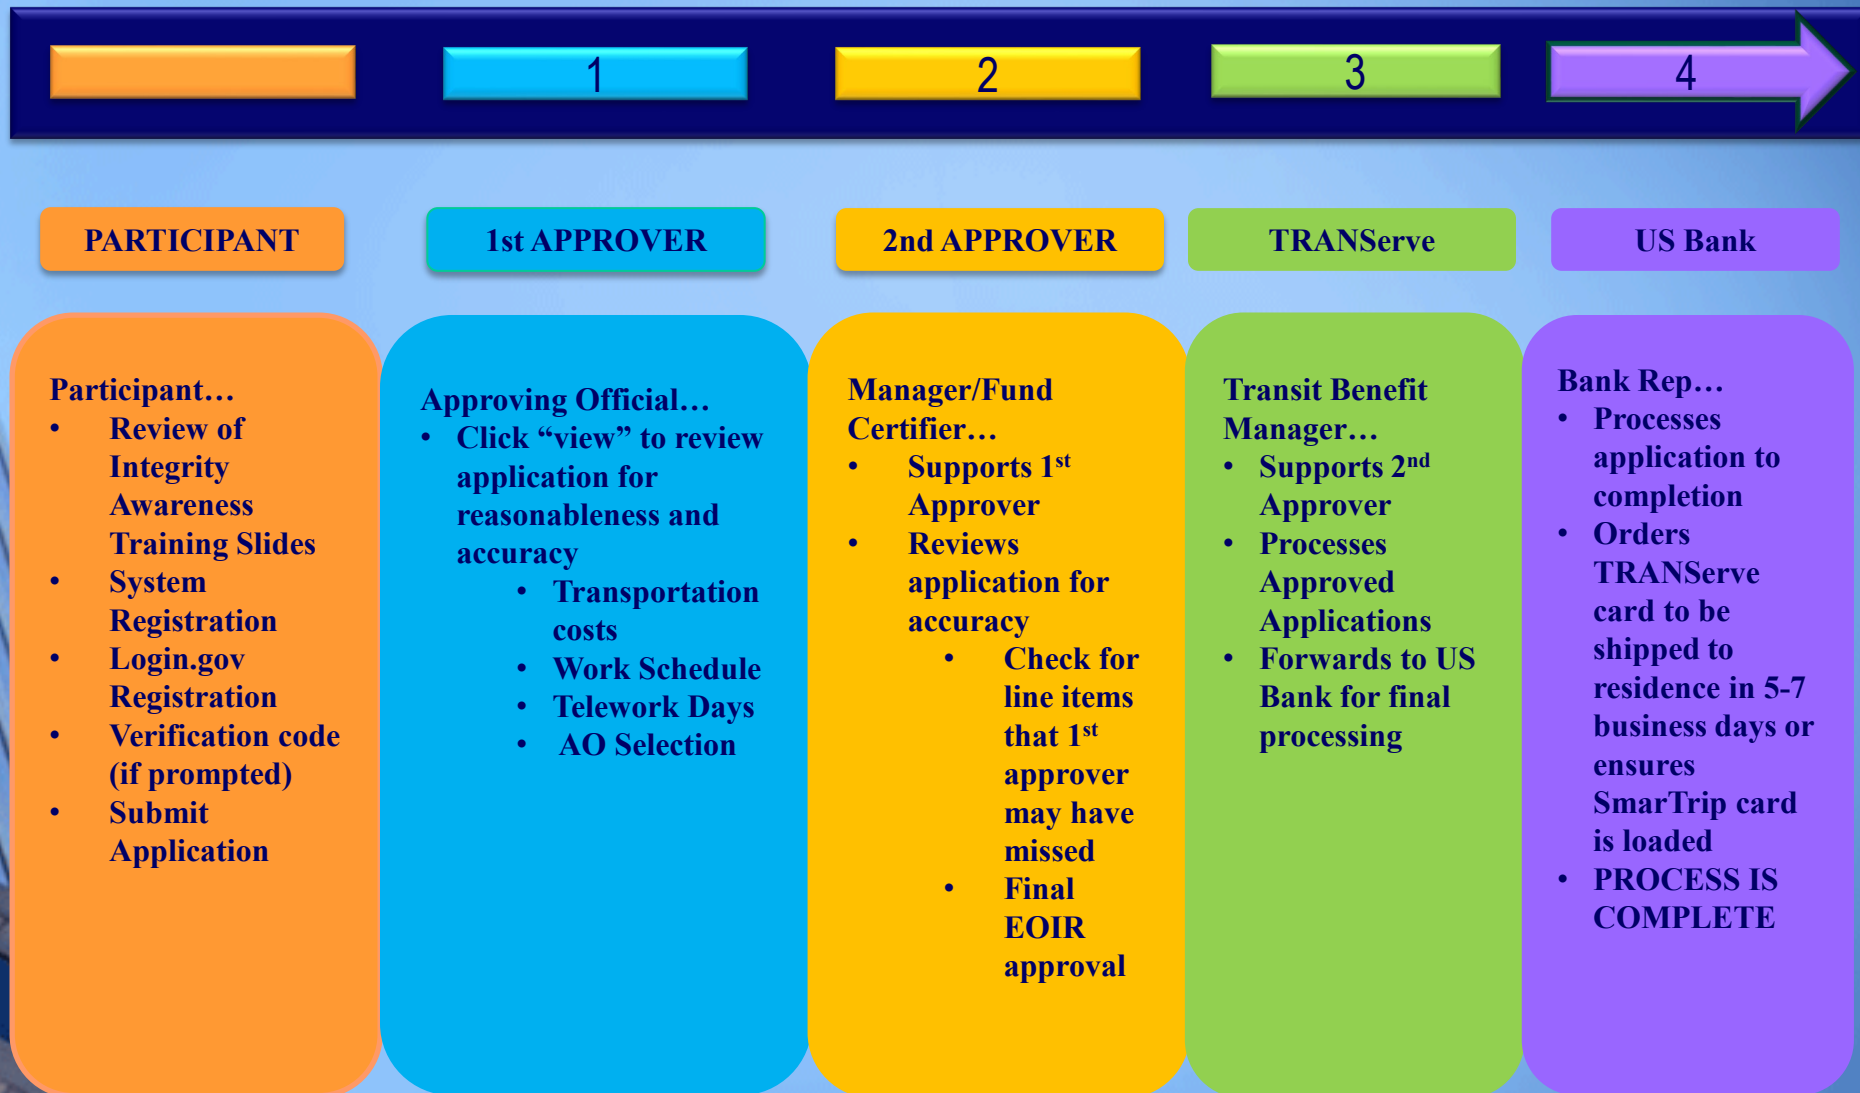 1
2
3
4
PARTICIPANT
1st APPROVER
2nd APPROVER
TRANServe
US Bank
Participant…
• Review of
Integrity
Awareness
Training Slides
• System
Registration
• Login.gov
Registration
• Verification code
(if prompted)
• Submit
Application
Approving Official…
• Click “view” to review
application for
reasonableness and
accuracy
• Transportation
costs
• Work Schedule
• Telework Days
• AO Selection
Manager/Fund
Certifier…
• Supports 1st
Approver
• Reviews
application for
accuracy
• Check for
line items
that 1st
approver
may have
missed
• Final
EOIR
approval
Transit Benefit
Manager…
• Supports 2nd
Approver
• Processes
Approved
Applications
• Forwards to US
Bank for final
processing
Bank Rep…
• Processes
application to
completion
• Orders
TRANServe
card to be
shipped to
residence in 5-7
business days or
ensures
SmarTrip card
is loaded
• PROCESS IS
COMPLETE